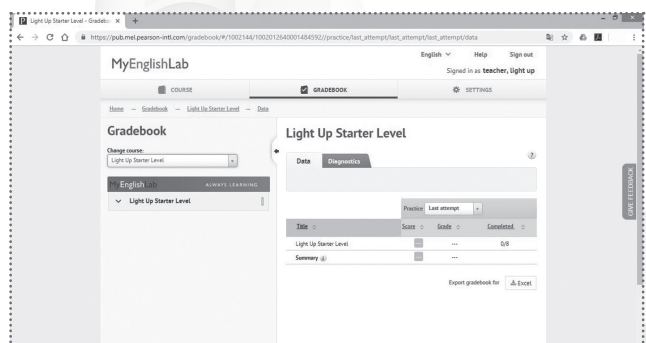 Light Up Starter Level - Gradebo
https://pub.mel.pearson-intl.com/gradebook/#/1002144/1002012640001484592//practice/last_attempt/last_attempt/last_attempt/data
MyEnglishLab
English Help Sign out
Signed in as teacher, light up
COURSE GRADEBOOK SETTINGS
Home — Gradebook — Light Up Starter Level — Data
Gradebook
Change course:
Light Up Starter Level
MyEnglishLab ALWAYS LEARNING
Light Up Starter Level
Light Up Starter Level
Data Diagnostics ?
Practice Last attempt
Title Score Grade Completed
Light Up Starter Level --- --- 0/8
Summary i --- ---
Export gradebook for Excel
GIVE FEEDBACK